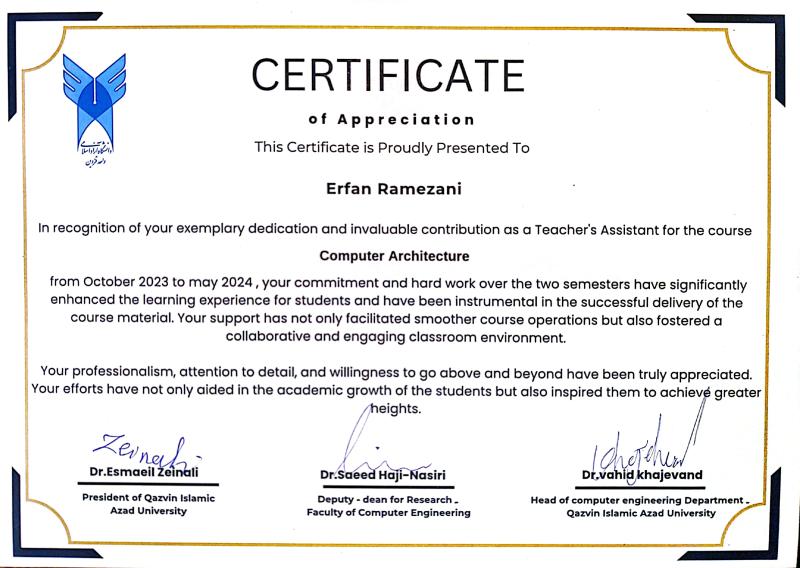 CERTIFICATE
of Appreciation
This Certificate is Proudly Presented To
Erfan Ramezani
In recognition of your exemplary dedication and invaluable contribution as a Teacher's Assistant for the course
Computer Architecture
from October 2023 to may 2024 , your commitment and hard work over the two semesters have significantly
enhanced the learning experience for students and have been instrumental in the successful delivery of the
course material. Your support has not only facilitated smoother course operations but also fostered a
collaborative and engaging classroom environment.
Your professionalism, attention to detail, and willingness to go above and beyond have been truly appreciated.
Your efforts have not only aided in the academic growth of the students but also inspired them to achieve greater
heights.
دانشگاه آزاد اسلامی
واحد قزوین
Zeinali
Dr.Esmaeil Zeinali
President of Qazvin Islamic
Azad University
Dr.Saeed Haji-Nasiri
Deputy - dean for Research -
Faculty of Computer Engineering
Dr.vahid khajevand
Head of computer engineering Department -
Qazvin Islamic Azad University